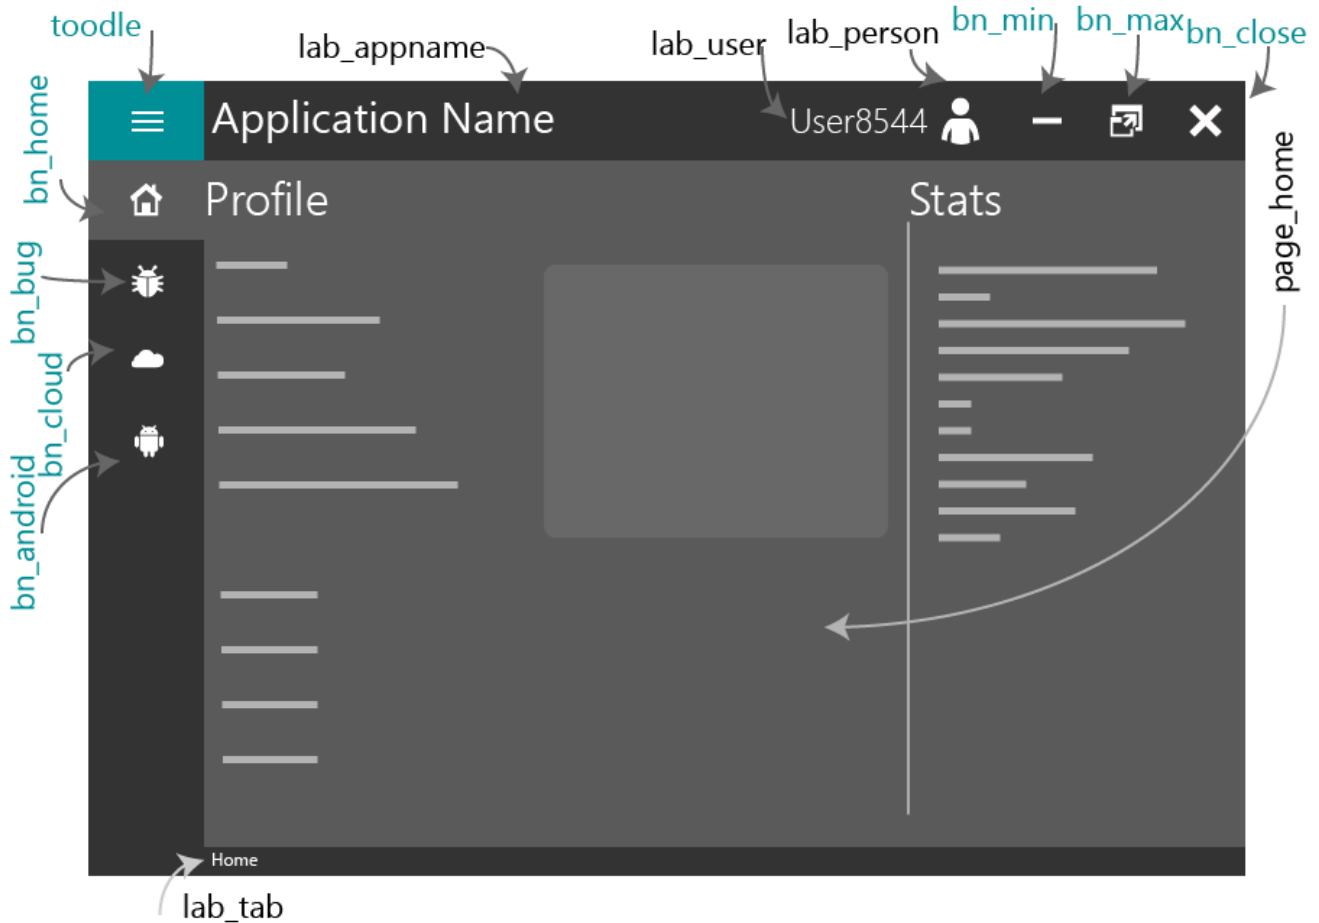 toodle
lab_appname
lab_user
lab_person
bn_min
bn_max
bn_close
bn_home
Application Name
User8544
page_home
Profile
Stats
bn_bug
bn_cloud
bn_android
Home
lab_tab